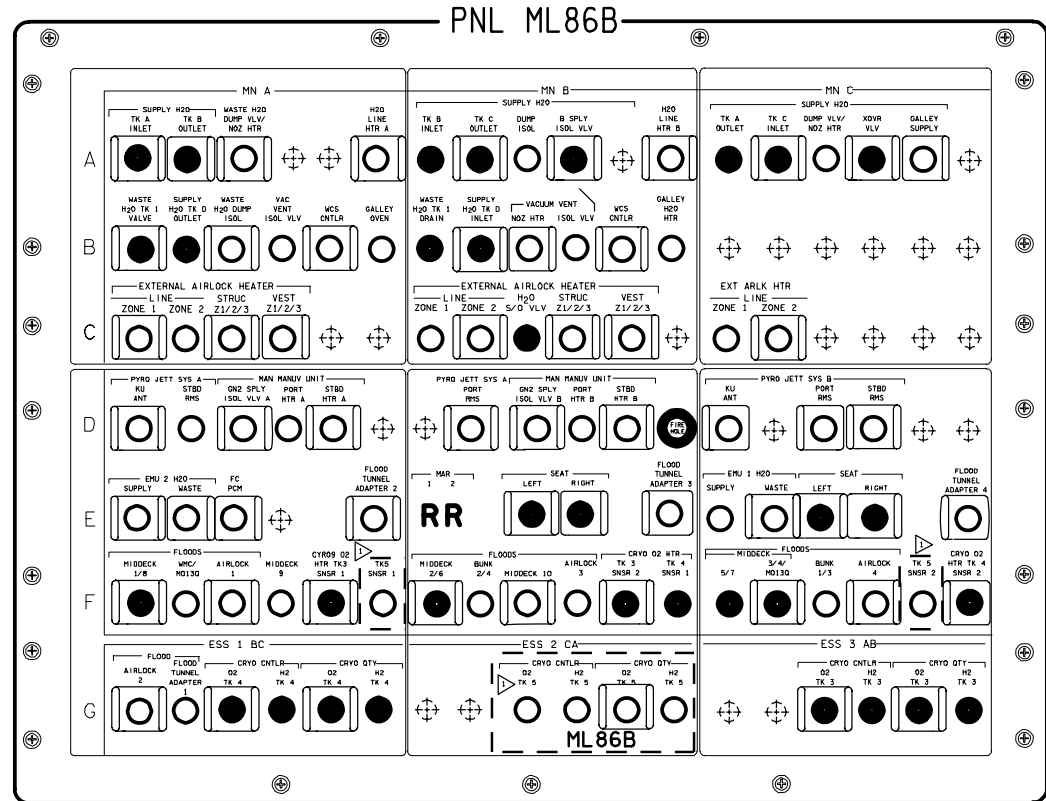 PNL ML86B
MN A MN B MN C
SUPPLY H2O
TK A INLET
TK B OUTLET
WASTE H2O DUMP VLV/ NOZ HTR
H2O LINE HTR A
SUPPLY H2O
TK B INLET
TK C OUTLET
DUMP ISOL
B SPLY ISOL VLV
H2O LINE HTR B
SUPPLY H2O
TK A OUTLET
TK C INLET
DUMP VLV/ NOZ HTR
XOVR VLV
GALLEY SUPPLY
A
WASTE H2O TK 1 VALVE
SUPPLY H2O TK D OUTLET
WASTE H2O DUMP ISOL
VAC VENT ISOL VLV
WCS CNTLR
GALLEY OVEN
WASTE H2O TK 1 DRAIN
SUPPLY H2O TK D INLET
VACUUM VENT
NOZ HTR
ISOL VLV
WCS CNTLR
GALLEY H2O HTR
B
EXTERNAL AIRLOCK HEATER
LINE
ZONE 1
ZONE 2
STRUC Z1/2/3
VEST Z1/2/3
EXTERNAL AIRLOCK HEATER
LINE
ZONE 1
ZONE 2
H2O S/O VLV
STRUC Z1/2/3
VEST Z1/2/3
EXT ARLK HTR
LINE
ZONE 1
ZONE 2
C
PYRO JETT SYS A
KU ANT
STBD RMS
MAN MANUV UNIT
GN2 SPLY ISOL VLV A
PORT HTR A
STBD HTR A
PYRO JETT SYS A
PORT RMS
MAN MANUV UNIT
GN2 SPLY ISOL VLV B
PORT HTR B
STBD HTR B
FIRE HOLE
PYRO JETT SYS B
KU ANT
PORT RMS
STBD RMS
D
EMU 2 H2O
SUPPLY
WASTE
FC PCM
FLOOD TUNNEL ADAPTER 2
MAR
1 2
R R
SEAT
LEFT
RIGHT
FLOOD TUNNEL ADAPTER 3
EMU 1 H2O
SUPPLY
WASTE
SEAT
LEFT
RIGHT
FLOOD TUNNEL ADAPTER 4
E
FLOODS
MIDDECK 1/8
WMC/ MO13Q
AIRLOCK 1
MIDDECK 9
CYRO9 O2 HTR TK3 SNSR 1
1
TK5 SNSR 1
FLOODS
MIDDECK 2/6
BUNK 2/4
MIDDECK 10
AIRLOCK 3
CRYO O2 HTR
TK 3 SNSR 2
TK 4 SNSR 1
FLOODS
MIDDECK
5/7
3/4/ MO13Q
BUNK 1/3
AIRLOCK 4
1
TK 5 SNSR 2
CRYO O2 HTR TK 4 SNSR 2
F
ESS 1 BC ESS 2 CA ESS 3 AB
FLOOD
AIRLOCK 2
FLOOD TUNNEL ADAPTER 1
CRYO CNTLR
O2 TK 4
H2 TK 4
CRYO QTY
O2 TK 4
H2 TK 4
1
CRYO CNTLR
O2 TK 5
H2 TK 5
CRYO QTY
O2 TK 5
H2 TK 5
CRYO CNTLR
O2 TK 3
H2 TK 3
CRYO QTY
O2 TK 3
H2 TK 3
G
ML86B